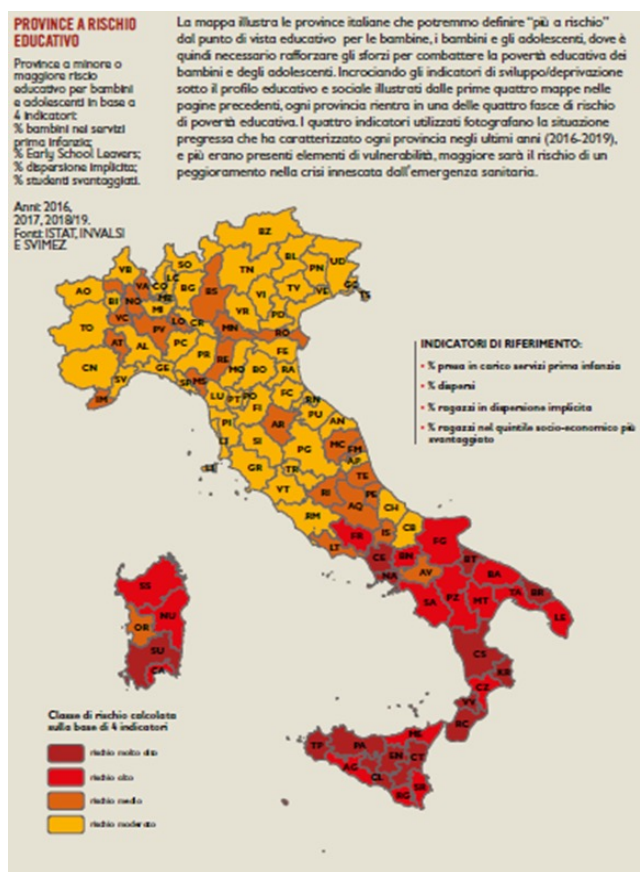 PROVINCE A RISCHIO
EDUCATIVO
Province a minore o
maggiore riscio
educativo per bambini
e adolescenti in base a
4 indicatori:
% bambini nei servizi
prima infanzia;
% Early School Leavers;
% dispersione implicita;
% studenti svantaggiati.
Anni: 2016,
2017, 2018/19.
Fonti: ISTAT, INVALSI
E SVIMEZ
La mappa illustra le province italiane che potremmo definire “più a rischio”
dal punto di vista educativo per le bambine, i bambini e gli adolescenti, dove è
quindi necessario rafforzare gli sforzi per combattere la povertà educativa dei
bambini e degli adolescenti. Incrociando gli indicatori di sviluppo/deprivazione
sotto il profilo educativo e sociale illustrati dalle prime quattro mappe nelle
pagine precedenti, ogni provincia rientra in una delle quattro fasce di rischio
di povertà educativa. I quattro indicatori utilizzati fotografano la situazione
pregressa che ha caratterizzato ogni provincia negli ultimi anni (2016-2019),
e più erano presenti elementi di vulnerabilità, maggiore sarà il rischio di un
peggioramento nella crisi innescata dall'emergenza sanitaria.
BZ
SO
BL
UD
VB
TN
PN
LC
AO
VA
CO
BG
BS
VI
TV
VE
GO
TS
BI
NO
MI
VR
PD
VC
LO
CR
MN
RO
TO
PV
AT
AL
PC
PR
RE
FE
CN
GE
MO
BO
RA
SV
SP
MS
IM
LU
PT
PO
FC
RN
FI
PU
AN
PI
AR
LI
SI
MC
FM
PG
AP
GR
TR
TE
VT
RI
PE
AQ
CH
RM
IS
CB
FR
LT
FG
CE
BN
BT
NA
AV
BA
SA
PZ
MT
TA
BR
LE
SS
NU
OR
SU
CA
CS
KR
CZ
VV
RC
ME
TP
PA
EN
CT
AG
CL
SR
RG
INDICATORI DI RIFERIMENTO:
• % presa in carico servizi prima infanzia
• % dispersi
• % ragazzi in dispersione implicita
• % ragazzi nel quintile socio-economico più
svantaggiato
Classe di rischio calcolata
sulla base di 4 indicatori
rischio molto alto
rischio alto
rischio medio
rischio moderato